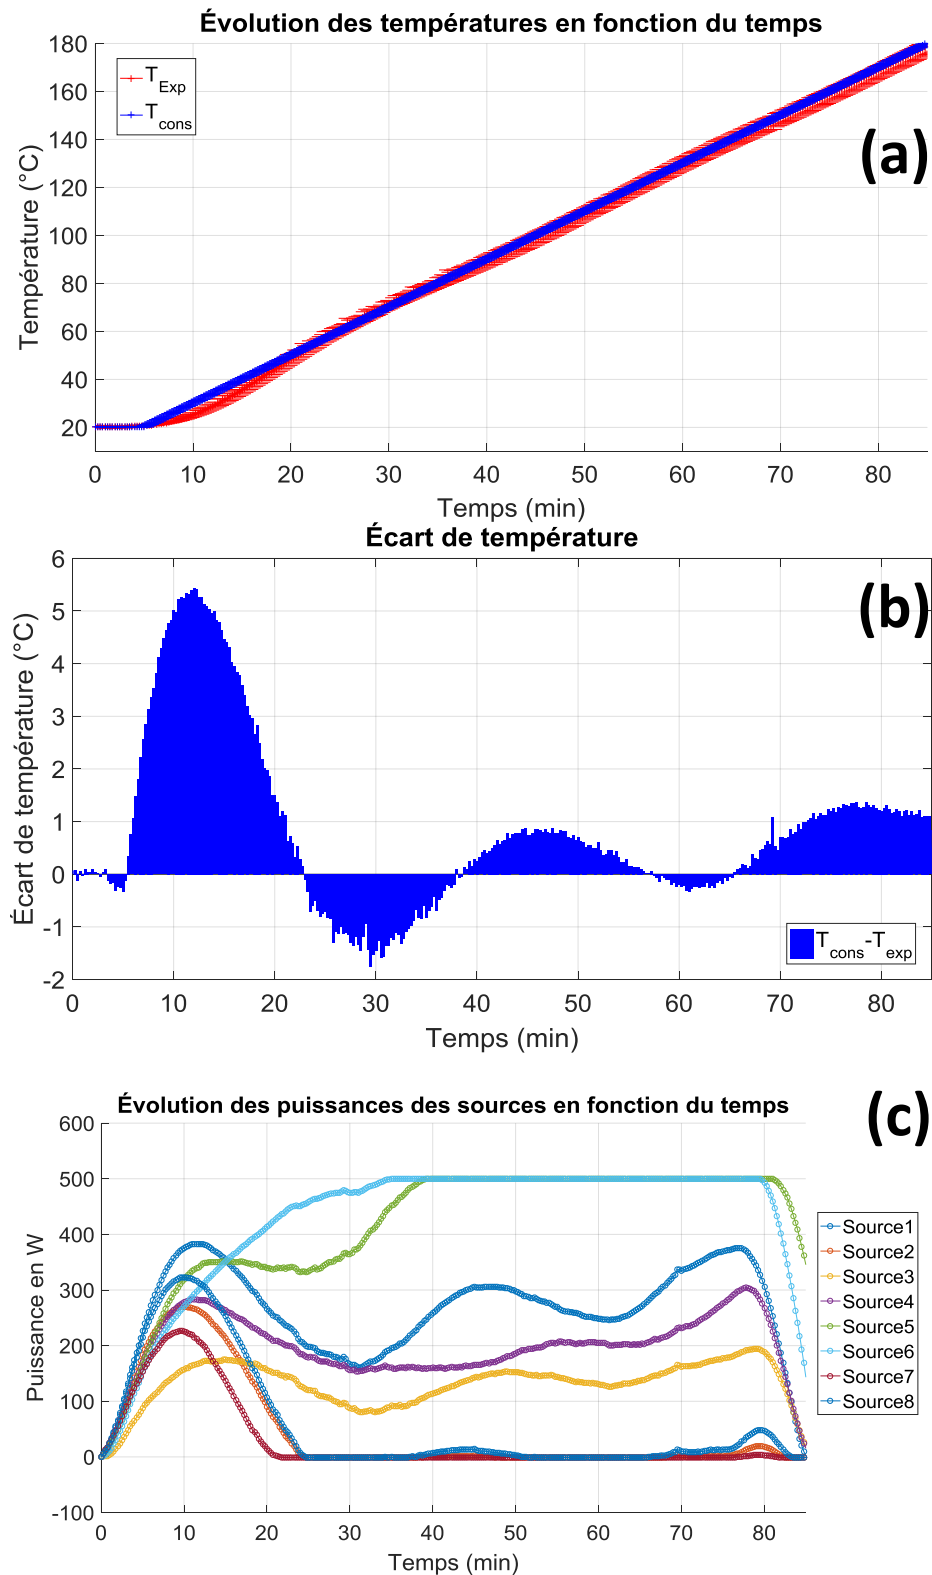 Évolution des températures en fonction du temps
180
160
140
120
100
80
60
40
20
Température (°C)
T_Exp
T_cons
(a)
0 10 20 30 40 50 60 70 80
Temps (min)
Écart de température
6
5
4
3
2
1
0
-1
-2
Écart de température (°C)
(b)
T_cons-T_exp
0 10 20 30 40 50 60 70 80
Temps (min)
(c)
Évolution des puissances des sources en fonction du temps
600
500
400
300
200
100
0
-100
Puissance en W
Source1
Source2
Source3
Source4
Source5
Source6
Source7
Source8
0 10 20 30 40 50 60 70 80
Temps (min)